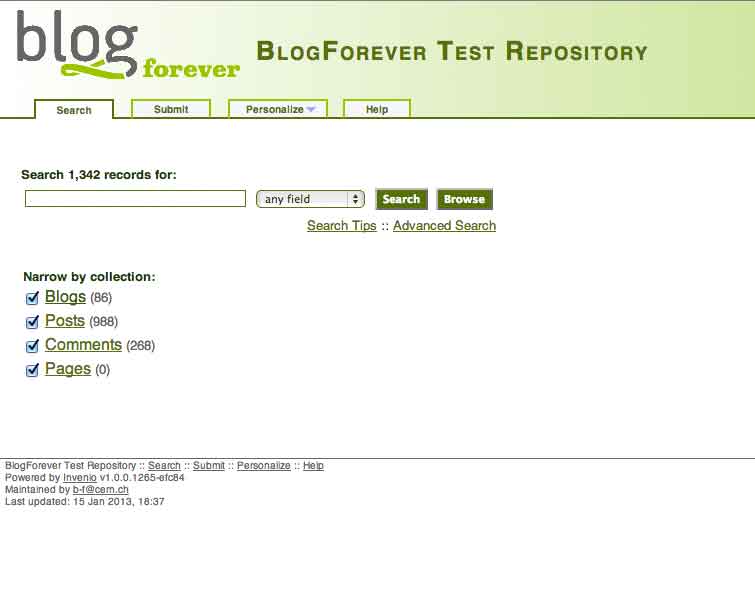 blog forever
BlogForever Test Repository
Search Submit Personalize Help
Search 1,342 records for:
any field Search Browse
Search Tips :: Advanced Search
Narrow by collection:
Blogs (86)
Posts (988)
Comments (268)
Pages (0)
BlogForever Test Repository :: Search :: Submit :: Personalize :: Help
Powered by Invenio v1.0.0.1265-efc84
Maintained by b-f@cern.ch
Last updated: 15 Jan 2013, 18:37